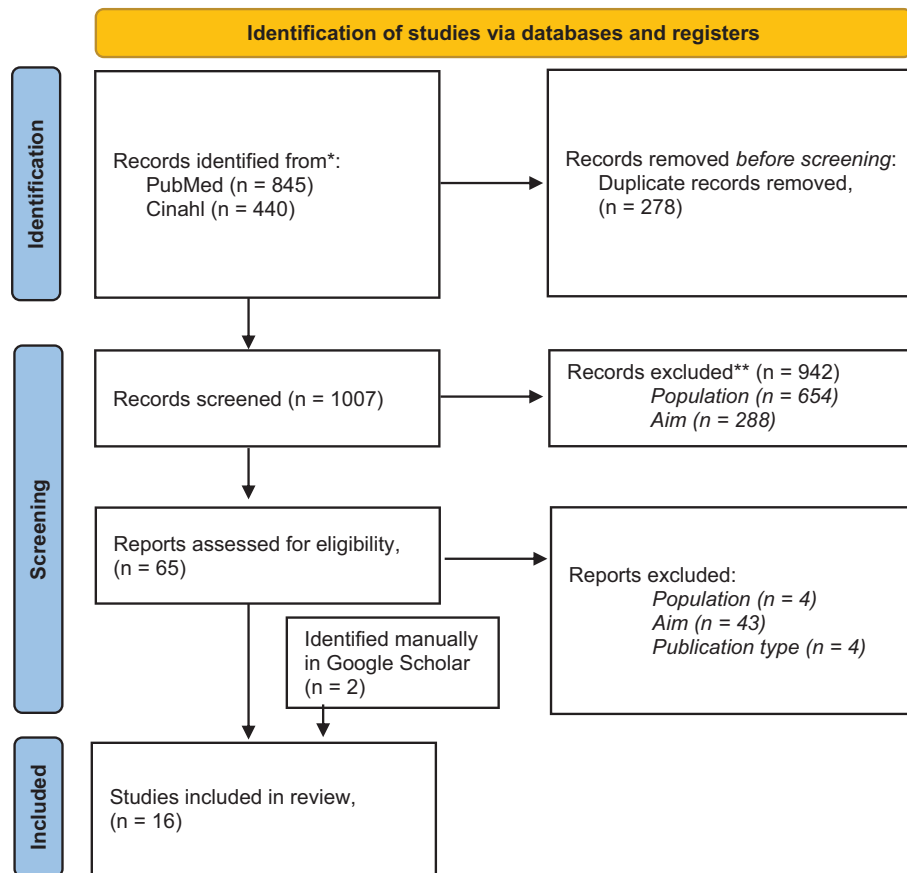 Identification of studies via databases and registers
Identification
Records identified from*:
PubMed (n = 845)
Cinahl (n = 440)
Records removed before screening:
Duplicate records removed,
(n = 278)
Screening
Records screened (n = 1007)
Records excluded** (n = 942)
Population (n = 654)
Aim (n = 288)
Reports assessed for eligibility,
(n = 65)
Reports excluded:
Population (n = 4)
Aim (n = 43)
Publication type (n = 4)
Identified manually
in Google Scholar
(n = 2)
Included
Studies included in review,
(n = 16)